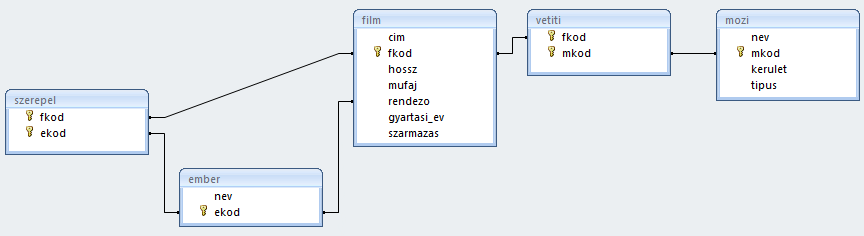 film
cim
fkod
hossz
mufaj
rendezo
gyartasi_ev
szarmazas
vetiti
fkod
mkod
mozi
nev
mkod
kerulet
tipus
szerepel
fkod
ekod
ember
nev
ekod